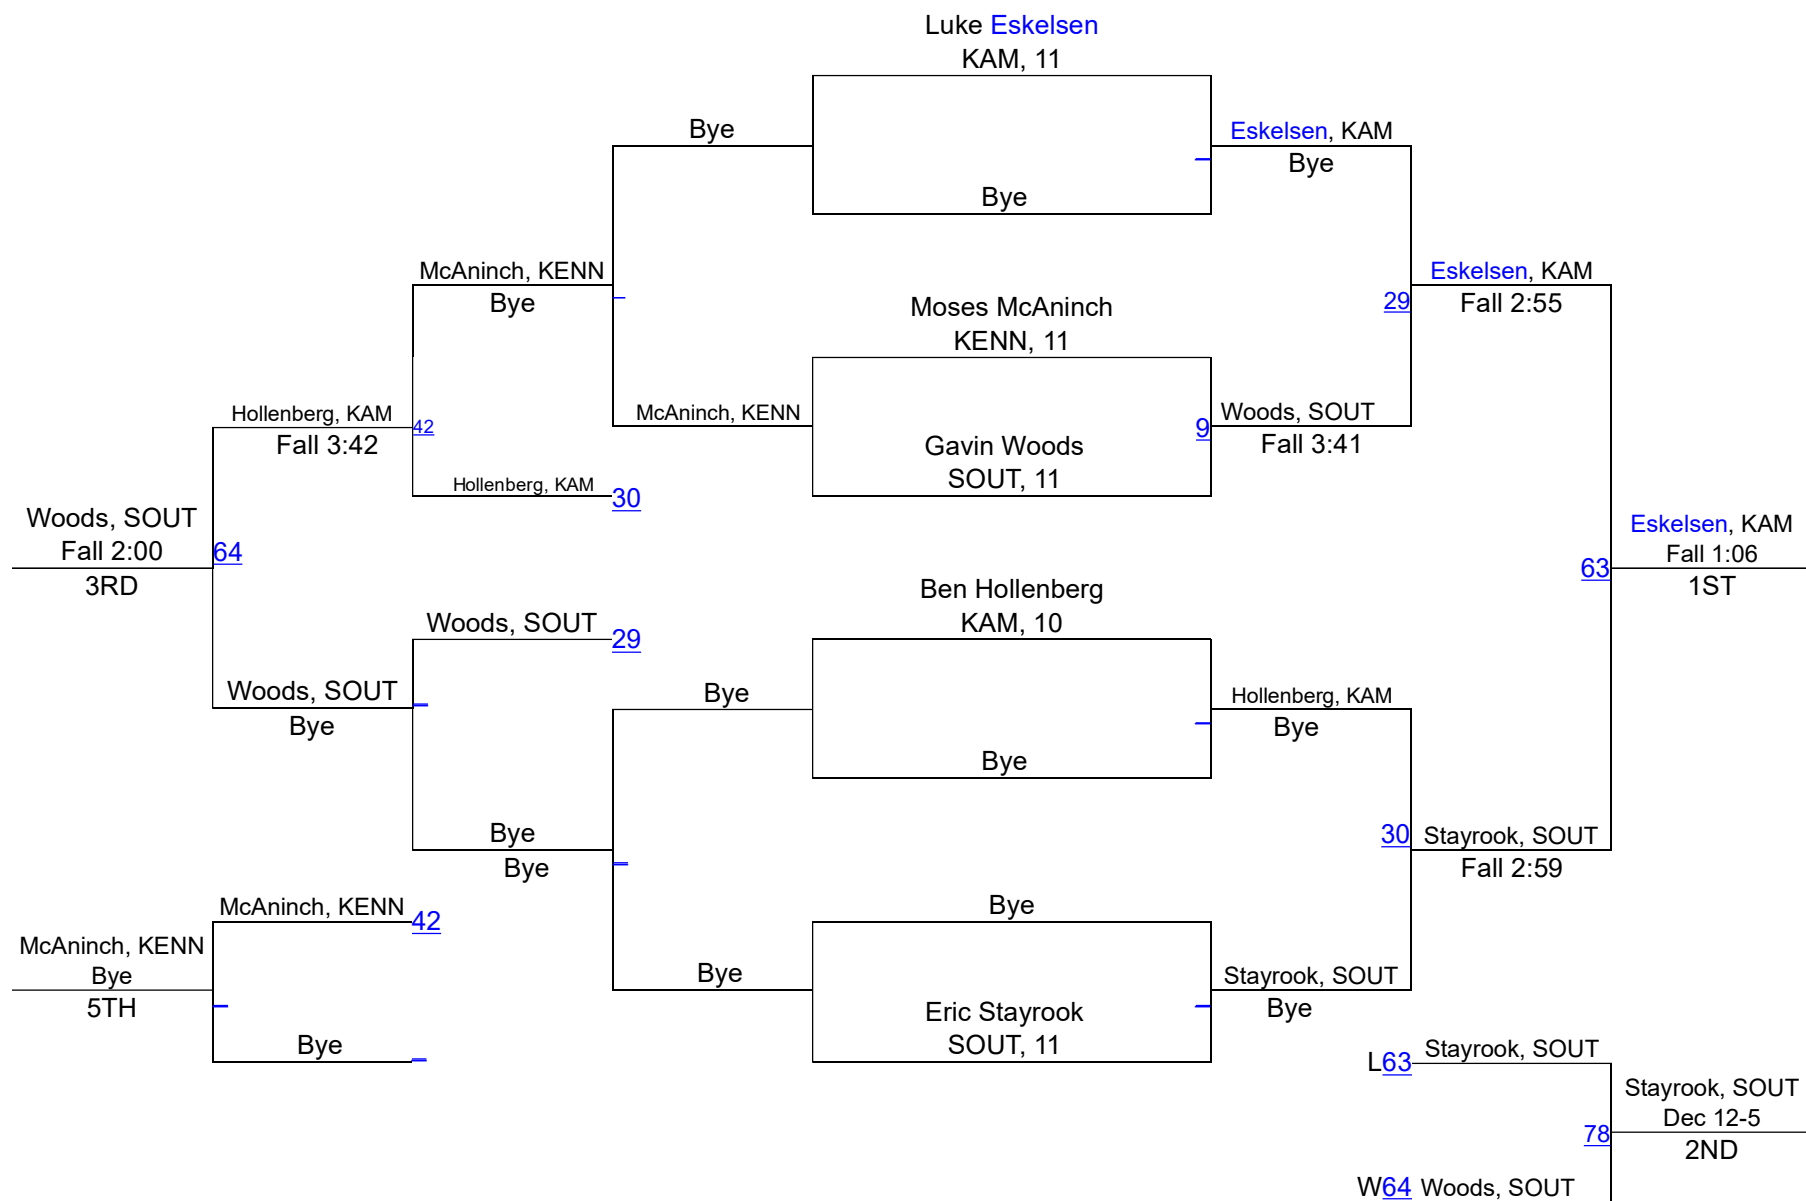 Luke Eskelsen
KAM, 11
Bye
Eskelsen, KAM
Bye
Bye
McAninch, KENN
Bye
Eskelsen, KAM
29
Fall 2:55
Moses McAninch
KENN, 11
Hollenberg, KAM
42
Fall 3:42
McAninch, KENN
9
Woods, SOUT
Fall 3:41
Gavin Woods
SOUT, 11
Hollenberg, KAM
30
Woods, SOUT
Fall 2:00
64
3RD
Eskelsen, KAM
Fall 1:06
63
1ST
Ben Hollenberg
KAM, 10
Woods, SOUT
29
Woods, SOUT
Bye
Bye
Hollenberg, KAM
Bye
Bye
Bye
Bye
30
Stayrook, SOUT
Fall 2:59
McAninch, KENN
42
Bye
McAninch, KENN
Bye
5TH
Bye
Stayrook, SOUT
Bye
Eric Stayrook
SOUT, 11
Bye
L63
Stayrook, SOUT
Stayrook, SOUT
Dec 12-5
78
2ND
W64
Woods, SOUT